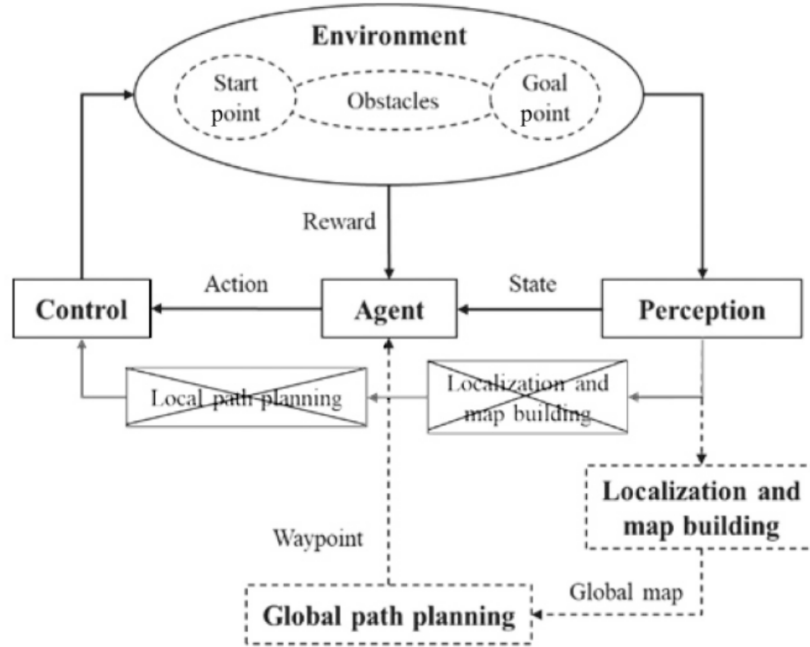 Environment
Start
point
Obstacles
Goal
point
Reward
Control
Action
Agent
State
Perception
Local path planning
Localization and
map building
Localization and
map building
Waypoint
Global map
Global path planning